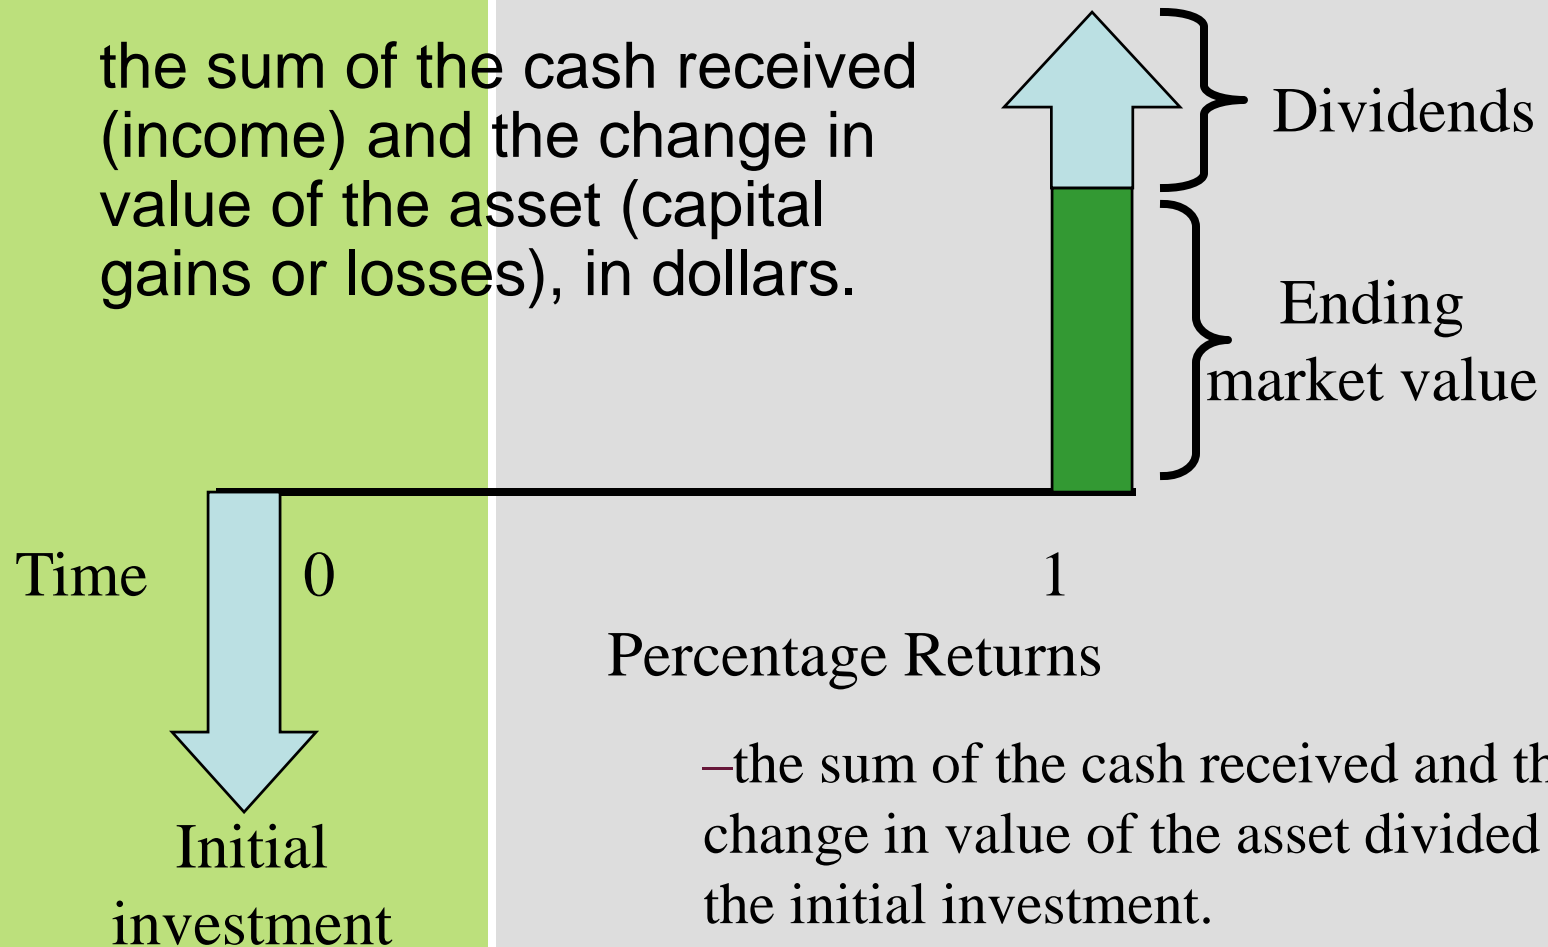 the sum of the cash received
(income) and the change in
value of the asset (capital
gains or losses), in dollars.
Dividends
Ending
market value
Time
0
1
Percentage Returns
Initial
investment
–the sum of the cash received and
change in value of the asset divided
the initial investment.